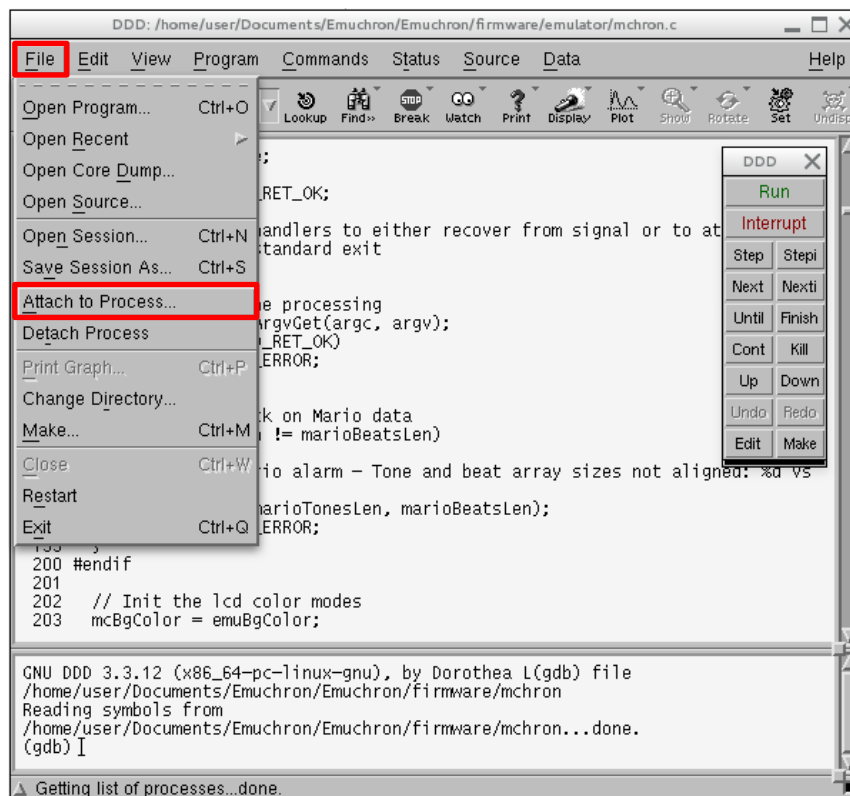 DDD: /home/user/Documents/Emuchron/Emuchron/firmware/emulator/mchron.c
File Edit View Program Commands Status Source Data Help
Open Program... Ctrl+O
Open Recent
Open Core Dump...
Open Source...
Open Session... Ctrl+N
Save Session As... Ctrl+S
Attach to Process...
Detach Process
Print Graph... Ctrl+P
Change Directory...
Make... Ctrl+M
Close Ctrl+W
Restart
Exit Ctrl+Q
Lookup Find>> Break Watch Print Display Plot Show Rotate Set Undisp
;
_RET_OK;
andlers to either recover from signal or to at
standard exit
e processing
ArgvGet(argc, argv);
_RET_OK)
_ERROR;
k on Mario data
!= marioBeatsLen)
io alarm – Tone and beat array sizes not aligned: %d vs
marioTonesLen, marioBeatsLen);
_ERROR;
200 #endif
201
202 // Init the lcd color modes
203 mcBgColor = emuBgColor;
DDD
Run
Interrupt
Step Stepi
Next Nexti
Until Finish
Cont Kill
Up Down
Undo Redo
Edit Make
GNU DDD 3.3.12 (x86_64-pc-linux-gnu), by Dorothea L(gdb) file
/home/user/Documents/Emuchron/Emuchron/firmware/mchron
Reading symbols from
/home/user/Documents/Emuchron/Emuchron/firmware/mchron...done.
(gdb)
Getting list of processes...done.